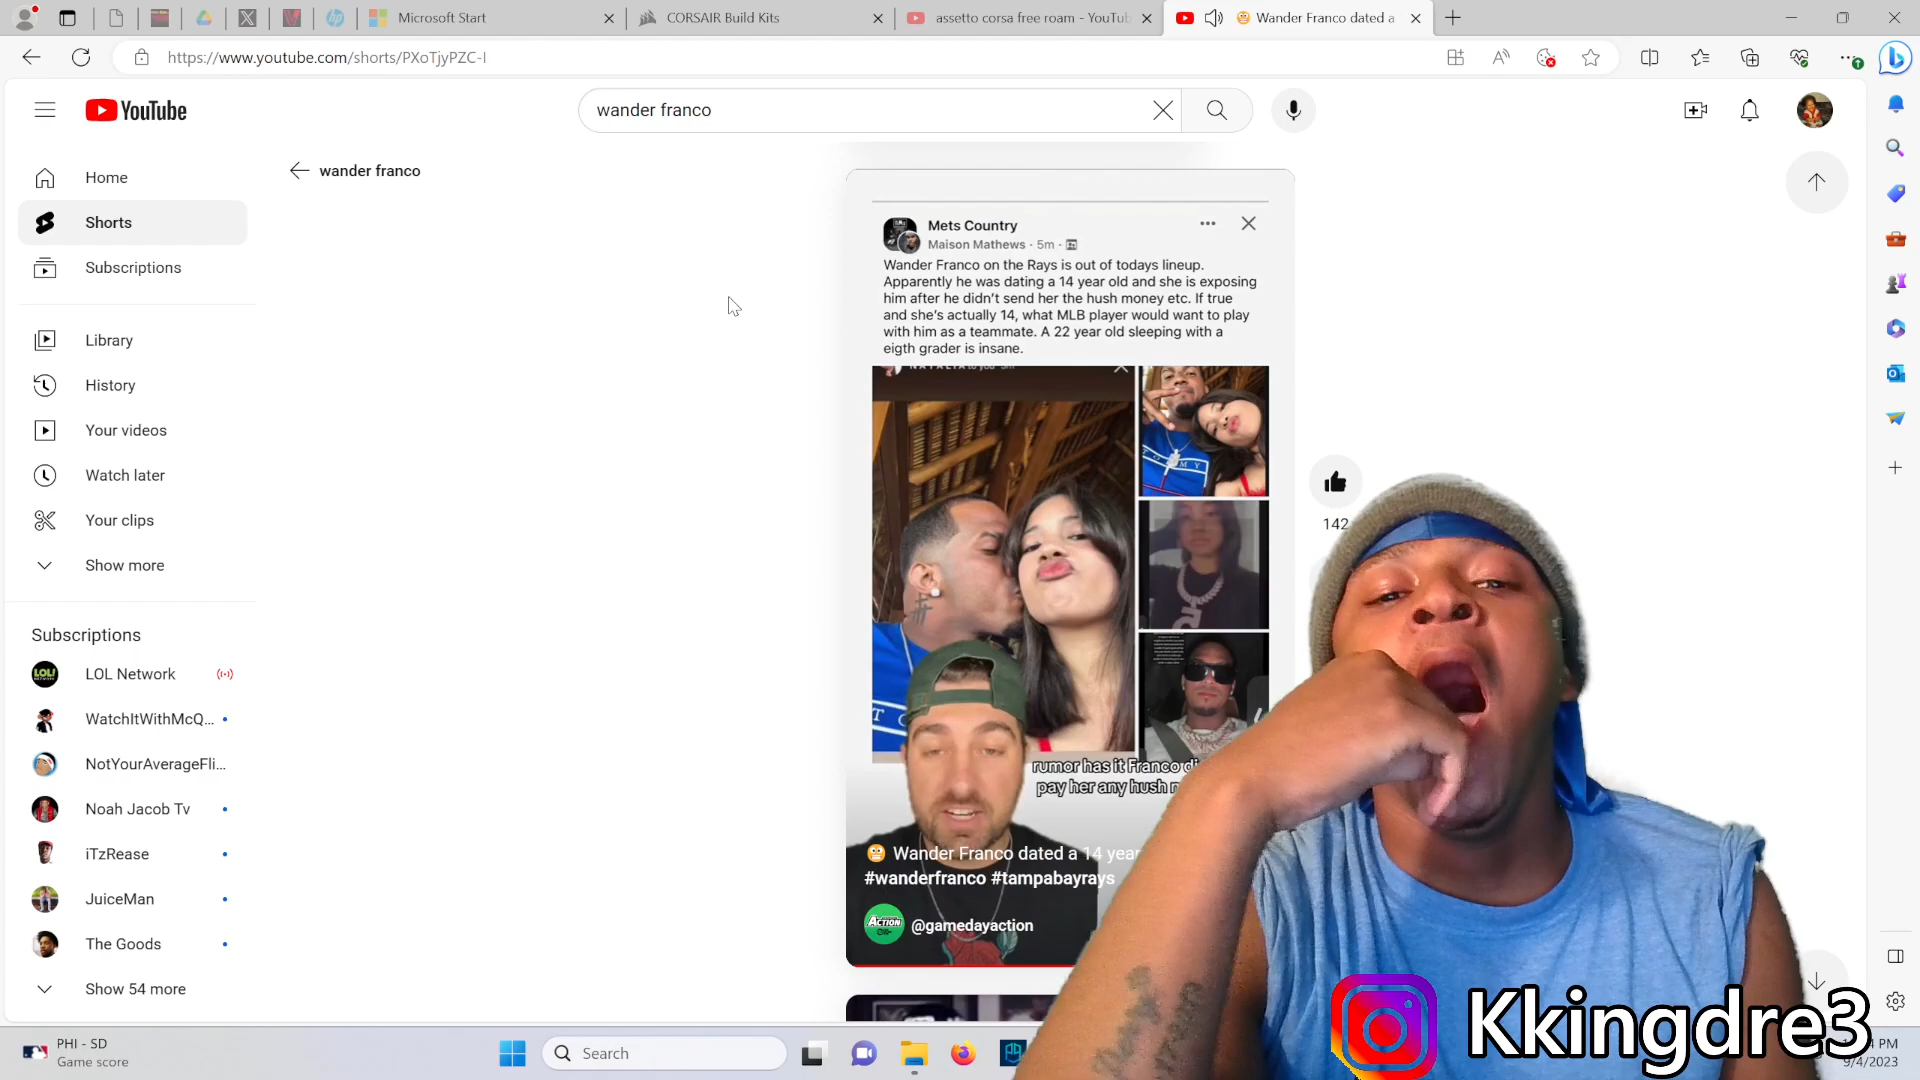 Microsoft Start
CORSAIR Build Kits
assetto corsa free roam - YouTub
Wander Franco dated a
https://www.youtube.com/shorts/PXoTjyPZC-I
YouTube
wander franco
Home
Shorts
Subscriptions
Library
History
Your videos
Watch later
Your clips
Show more
Subscriptions
LOL Network
WatchItWithMcQ...
NotYourAverageFli...
Noah Jacob Tv
iTzRease
JuiceMan
The Goods
Show 54 more
wander franco
Mets Country
Maison Mathews · 5m ·
Wander Franco on the Rays is out of todays lineup.
Apparently he was dating a 14 year old and she is exposing
him after he didn't send her the hush money etc. If true
and she's actually 14, what MLB player would want to play
with him as a teammate. A 22 year old sleeping with a
eigth grader is insane.
rumor has it Franco di
pay her any hush
Wander Franco dated a 14 year
#wanderfranco #tampabayrays
ACTION
@gamedayaction
142
Kkingdre3
PHI - SD
Game score
Search
PM
9/4/2023